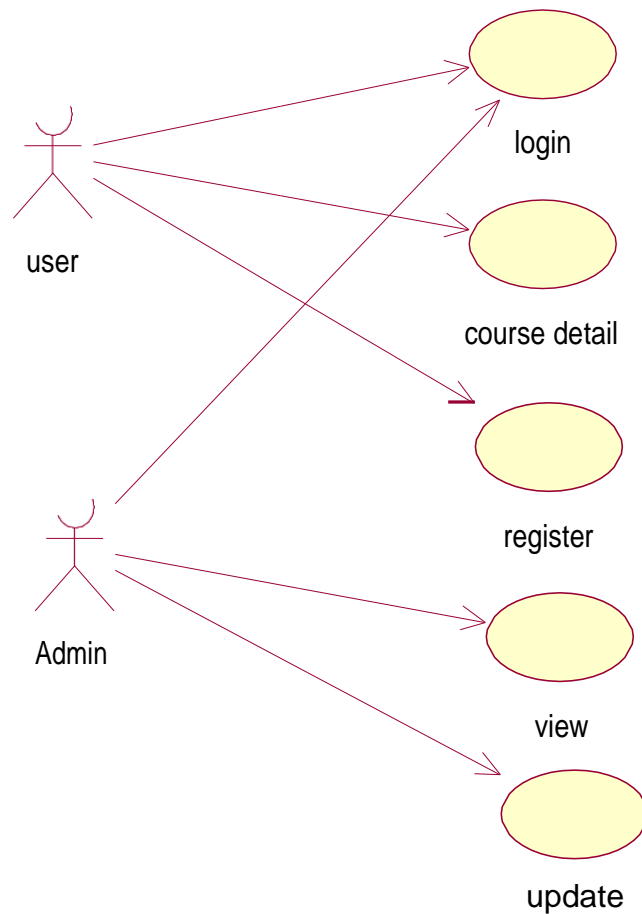 login
user
course detail
register
Admin
view
update